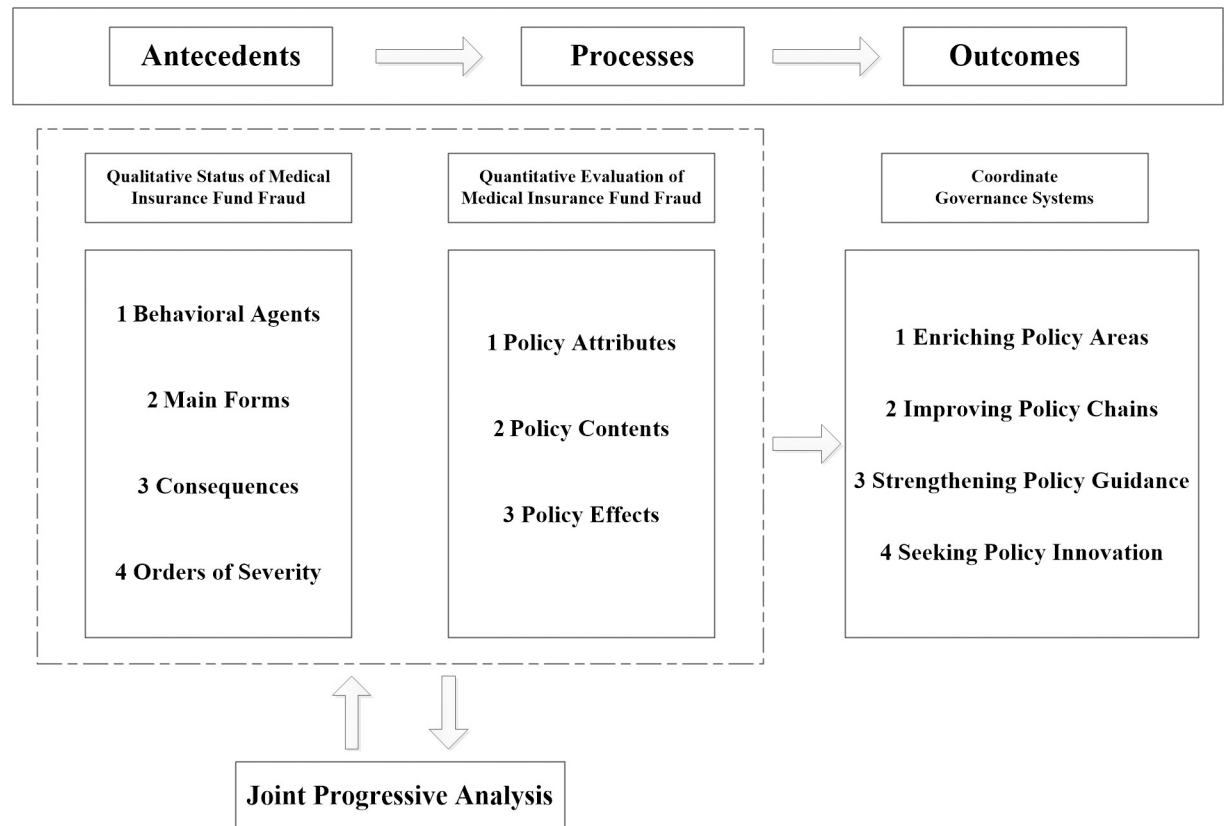 Antecedents
Processes
Outcomes
Qualitative Status of Medical
Insurance Fund Fraud
1 Behavioral Agents
2 Main Forms
3 Consequences
4 Orders of Severity
Quantitative Evaluation of
Medical Insurance Fund Fraud
1 Policy Attributes
2 Policy Contents
3 Policy Effects
Coordinate
Governance Systems
1 Enriching Policy Areas
2 Improving Policy Chains
3 Strengthening Policy Guidance
4 Seeking Policy Innovation
Joint Progressive Analysis